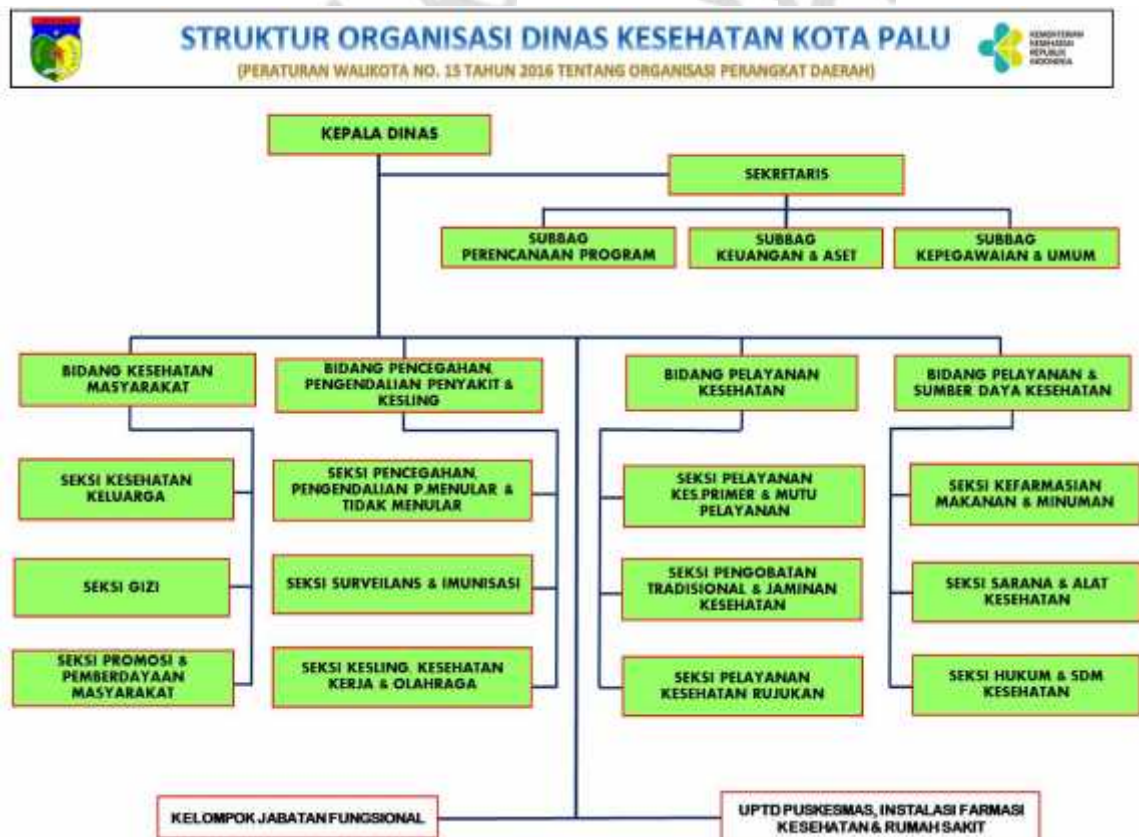 STRUKTUR ORGANISASI DINAS KESEHATAN KOTA PALU
(PERATURAN WALIKOTA NO. 15 TAHUN 2016 TENTANG ORGANISASI PERANGKAT DAERAH)
KEMENTERIAN
KESEHATAN
REPUBLIK
INDONESIA
KEPALA DINAS
SEKRETARIS
SUBBAG
PERENCANAAN PROGRAM
SUBBAG
KEUANGAN & ASET
SUBBAG
KEPEGAWAIAN & UMUM
BIDANG KESEHATAN
MASYARAKAT
BIDANG PENCEGAHAN,
PENGENDALIAN PENYAKIT &
KESLING
BIDANG PELAYANAN
KESEHATAN
BIDANG PELAYANAN &
SUMBER DAYA KESEHATAN
SEKSI KESEHATAN
KELUARGA
SEKSI PENCEGAHAN,
PENGENDALIAN P.MENULAR &
TIDAK MENULAR
SEKSI PELAYANAN
KES.PRIMER & MUTU
PELAYANAN
SEKSI KEFARMASIAN
MAKANAN & MINUMAN
SEKSI GIZI
SEKSI SURVEILANS & IMUNISASI
SEKSI PENGOBATAN
TRADISIONAL & JAMINAN
KESEHATAN
SEKSI SARANA & ALAT
KESEHATAN
SEKSI PROMOSI &
PEMBERDAYAAN
MASYARAKAT
SEKSI KESLING, KESEHATAN
KERJA & OLAHRAGA
SEKSI PELAYANAN
KESEHATAN RUJUKAN
SEKSI HUKUM & SDM
KESEHATAN
KELOMPOK JABATAN FUNGSIONAL
UPTD PUSKESMAS, INSTALASI FARMASI
KESEHATAN & RUMAH SAKIT